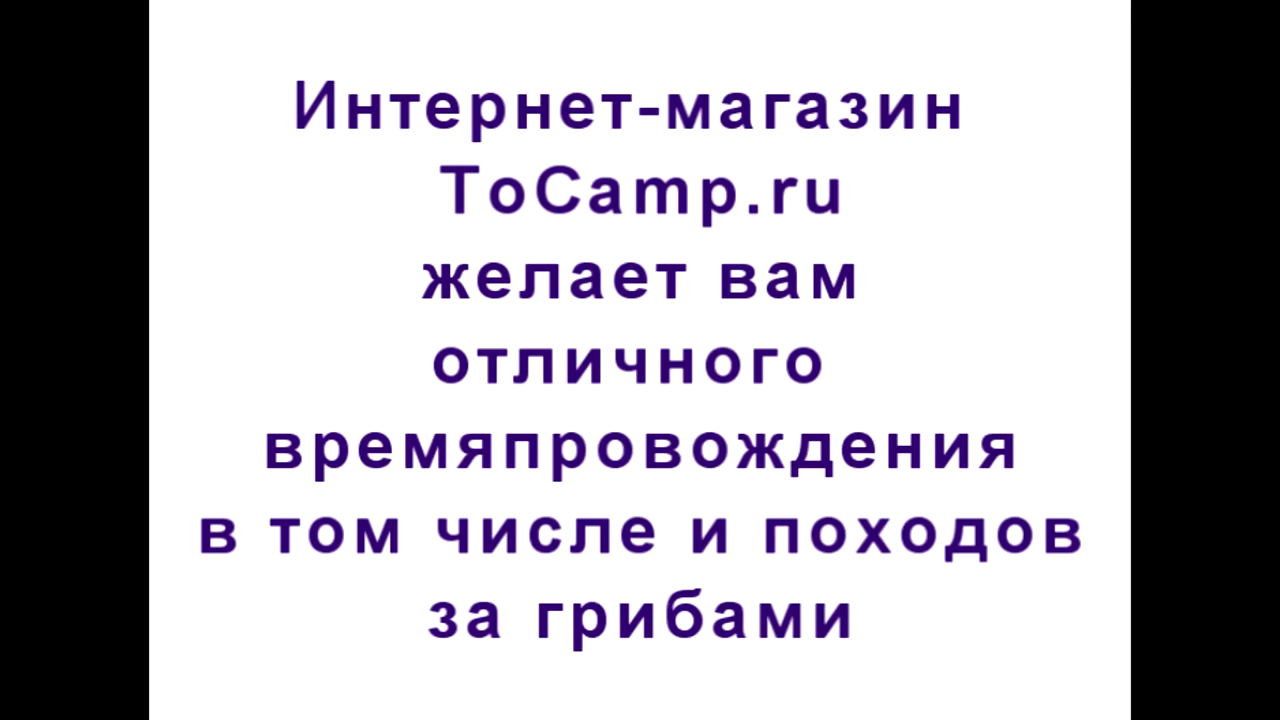 Интернет-магазин
ToCamp.ru
желает вам
отличного
времяпровождения
в том числе и походов
за грибами